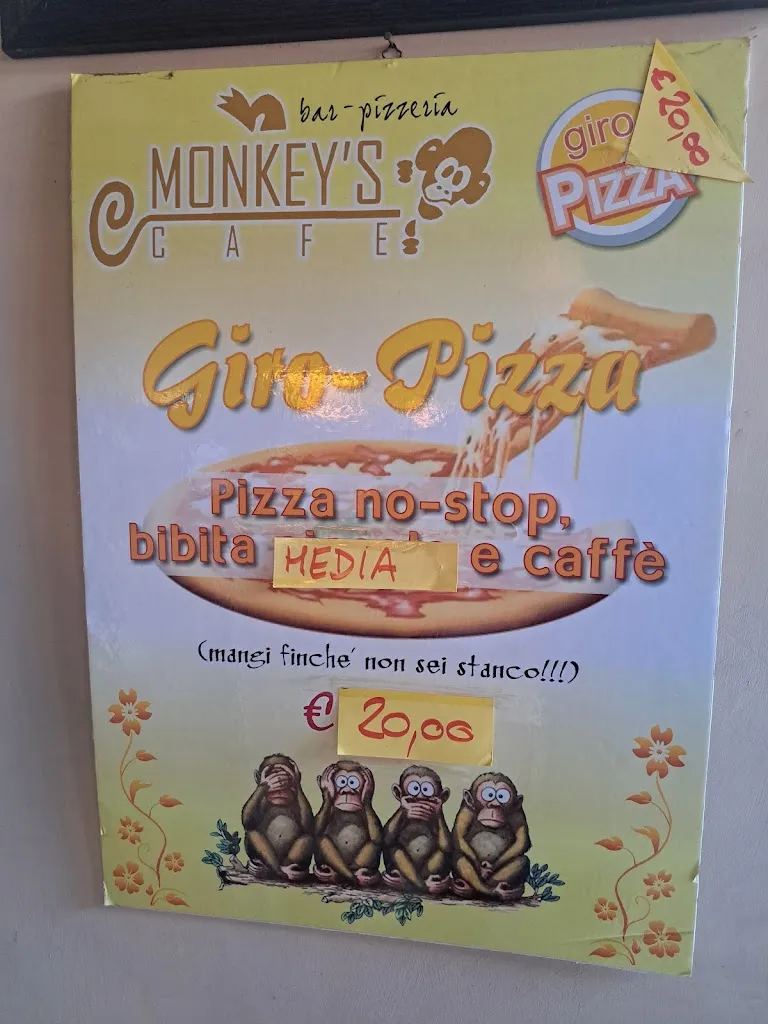 bar-pizzeria
MONKEY'S
CAFE
giro
PIZZA
€ 20,00
Giro-Pizza
Pizza no-stop,
bibita MEDIA e caffè
(mangi finche' non sei stanco!!!)
€ 20,00